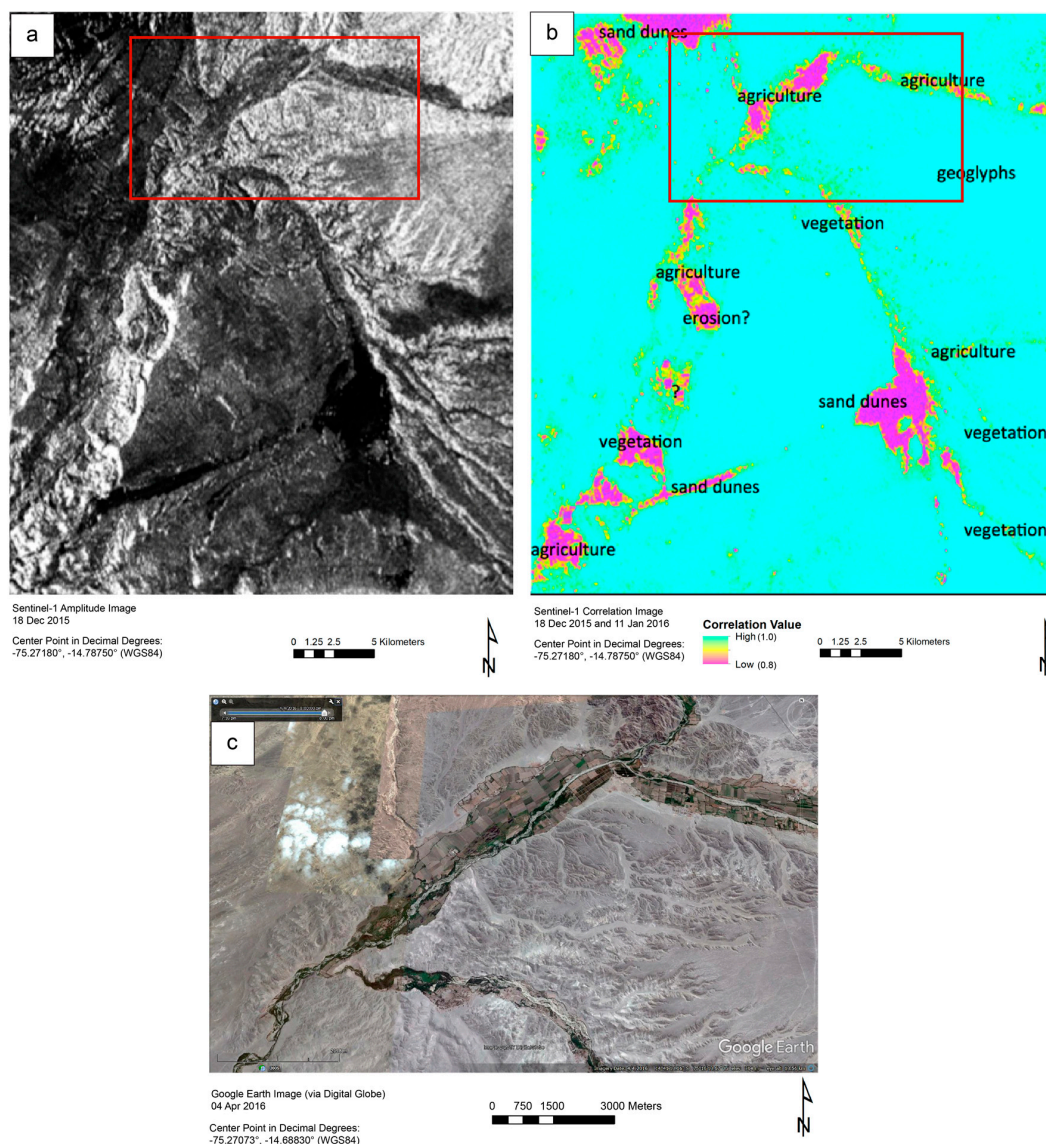 a
Sentinel-1 Amplitude Image
18 Dec 2015
Center Point in Decimal Degrees:
-75.27180°, -14.78750° (WGS84)
0 1.25 2.5 5 Kilometers
N
b
sand dunes
agriculture
agriculture
geoglyphs
vegetation
agriculture
erosion?
agriculture
?
sand dunes
vegetation
vegetation
sand dunes
vegetation
agriculture
Sentinel-1 Correlation Image
18 Dec 2015 and 11 Jan 2016
Center Point in Decimal Degrees:
-75.27180°, -14.78750° (WGS84)
Correlation Value
High (1.0)
Low (0.8)
0 1.25 2.5 5 Kilometers
N
c
Google Earth
Google Earth Image (via Digital Globe)
04 Apr 2016
Center Point in Decimal Degrees:
-75.27073°, -14.68830° (WGS84)
0 750 1500 3000 Meters
N